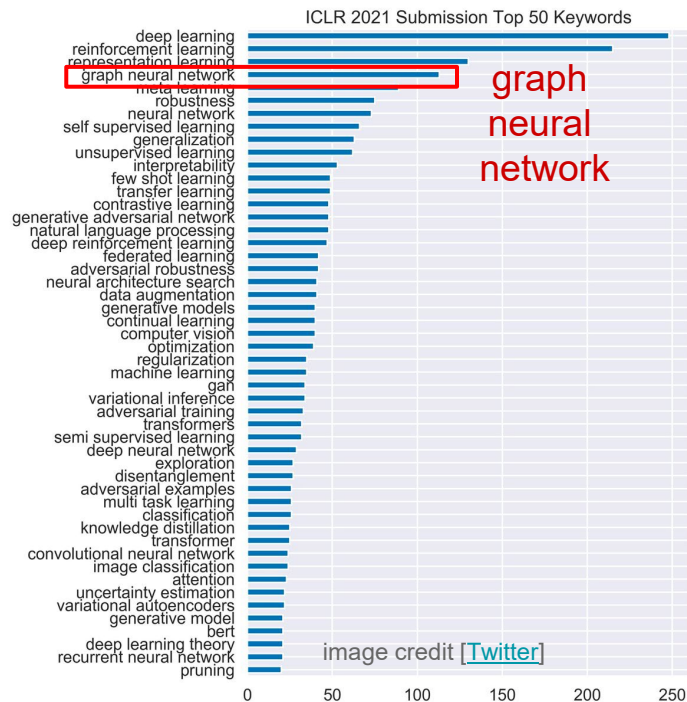 ICLR 2021 Submission Top 50 Keywords
deep learning
reinforcement learning
representation learning
graph neural network
meta learning
robustness
neural network
self supervised learning
generalization
unsupervised learning
interpretability
few shot learning
transfer learning
contrastive learning
generative adversarial network
natural language processing
deep reinforcement learning
federated learning
adversarial robustness
neural architecture search
data augmentation
generative models
continual learning
computer vision
optimization
regularization
machine learning
gan
variational inference
adversarial training
transformers
semi supervised learning
deep neural network
exploration
disentanglement
adversarial examples
multi task learning
classification
knowledge distillation
transformer
convolutional neural network
image classification
attention
uncertainty estimation
variational autoencoders
generative model
bert
deep learning theory
recurrent neural network
pruning
0 50 100 150 200 250
graph
neural
network
image credit [Twitter]